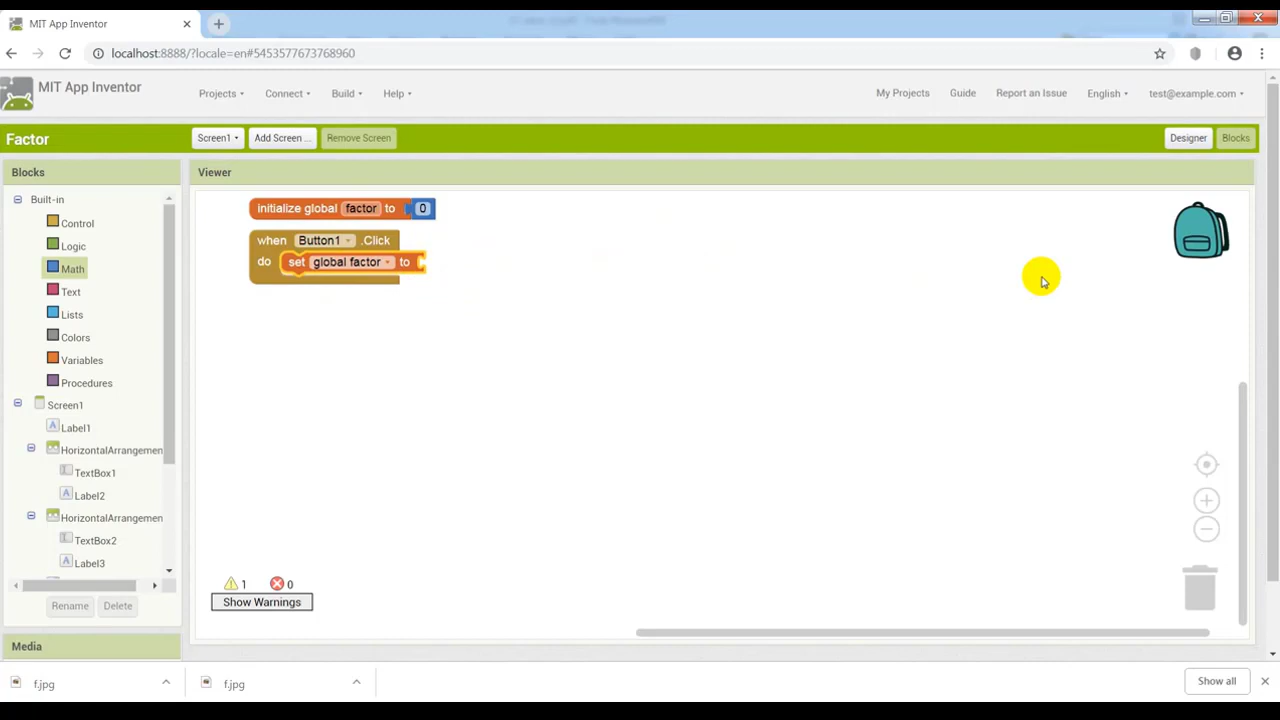 MIT App Inventor
localhost:8888/?locale=en#5453577673768960
MIT App Inventor
Projects
Connect
Build
Help
My Projects
Guide
Report an Issue
English
test@example.com
Factor
Screen1
Add Screen ...
Remove Screen
Designer
Blocks
Blocks
Viewer
Built-in
Control
Logic
Math
Text
Lists
Colors
Variables
Procedures
Screen1
Label1
HorizontalArrangemen
TextBox1
Label2
HorizontalArrangemen
TextBox2
Label3
Rename
Delete
Media
initialize global factor to 0
when Button1 .Click
do set global factor to
1 0
Show Warnings
f.jpg
f.jpg
Show all